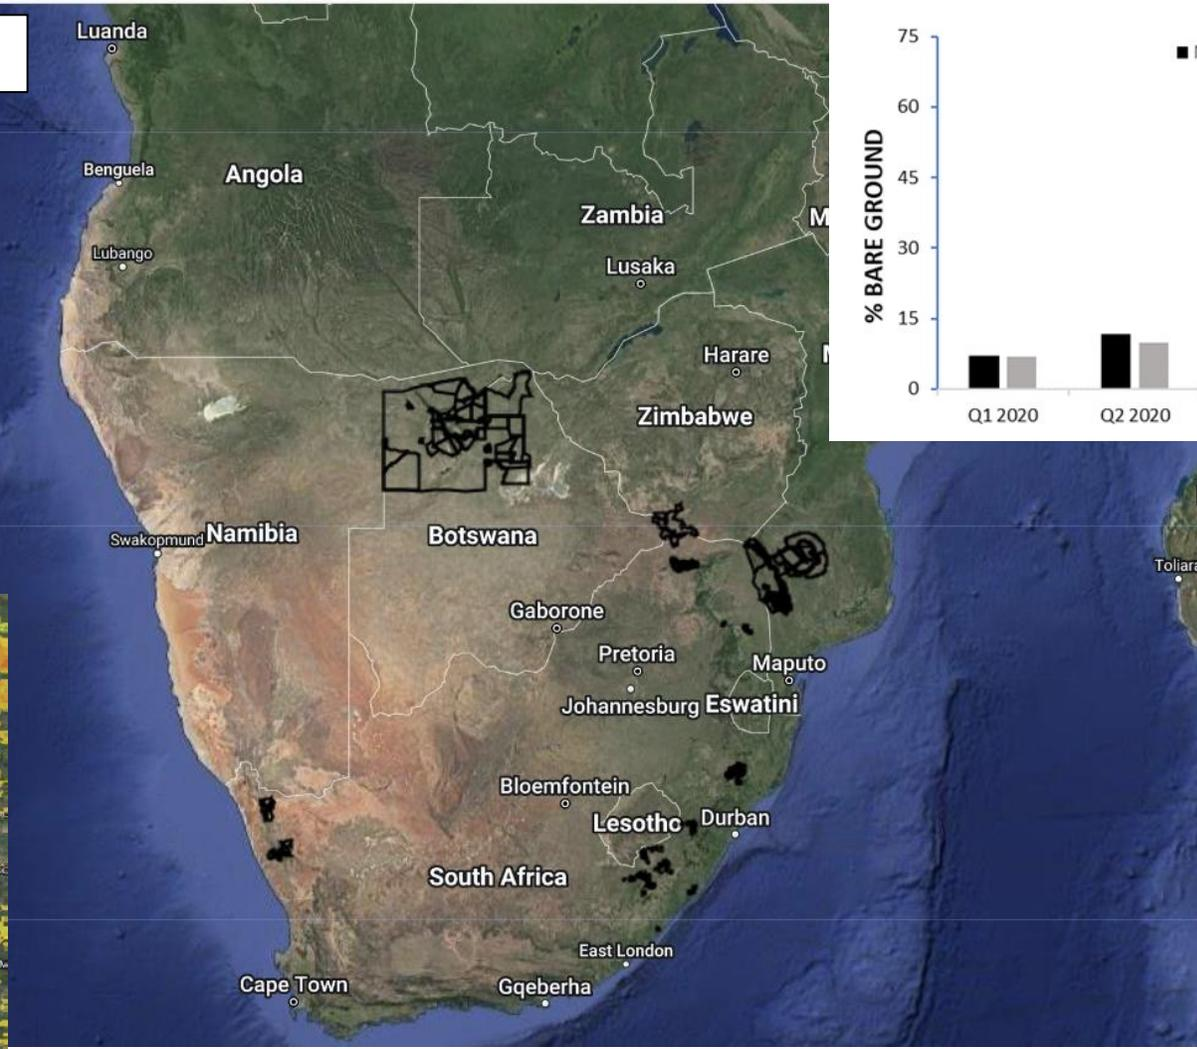 Luanda
Benguela
Angola
Zambia
Lubango
Lusaka
Harare
Zimbabwe
Swakopmund
Namibia
Botswana
Toliara
Gaborone
Pretoria
Maputo
Johannesburg
Eswatini
Bloemfontein
Lesotho
Durban
South Africa
East London
Cape Town
Gqeberha
% BARE GROUND
75
60
45
30
15
0
Q1 2020
Q2 2020